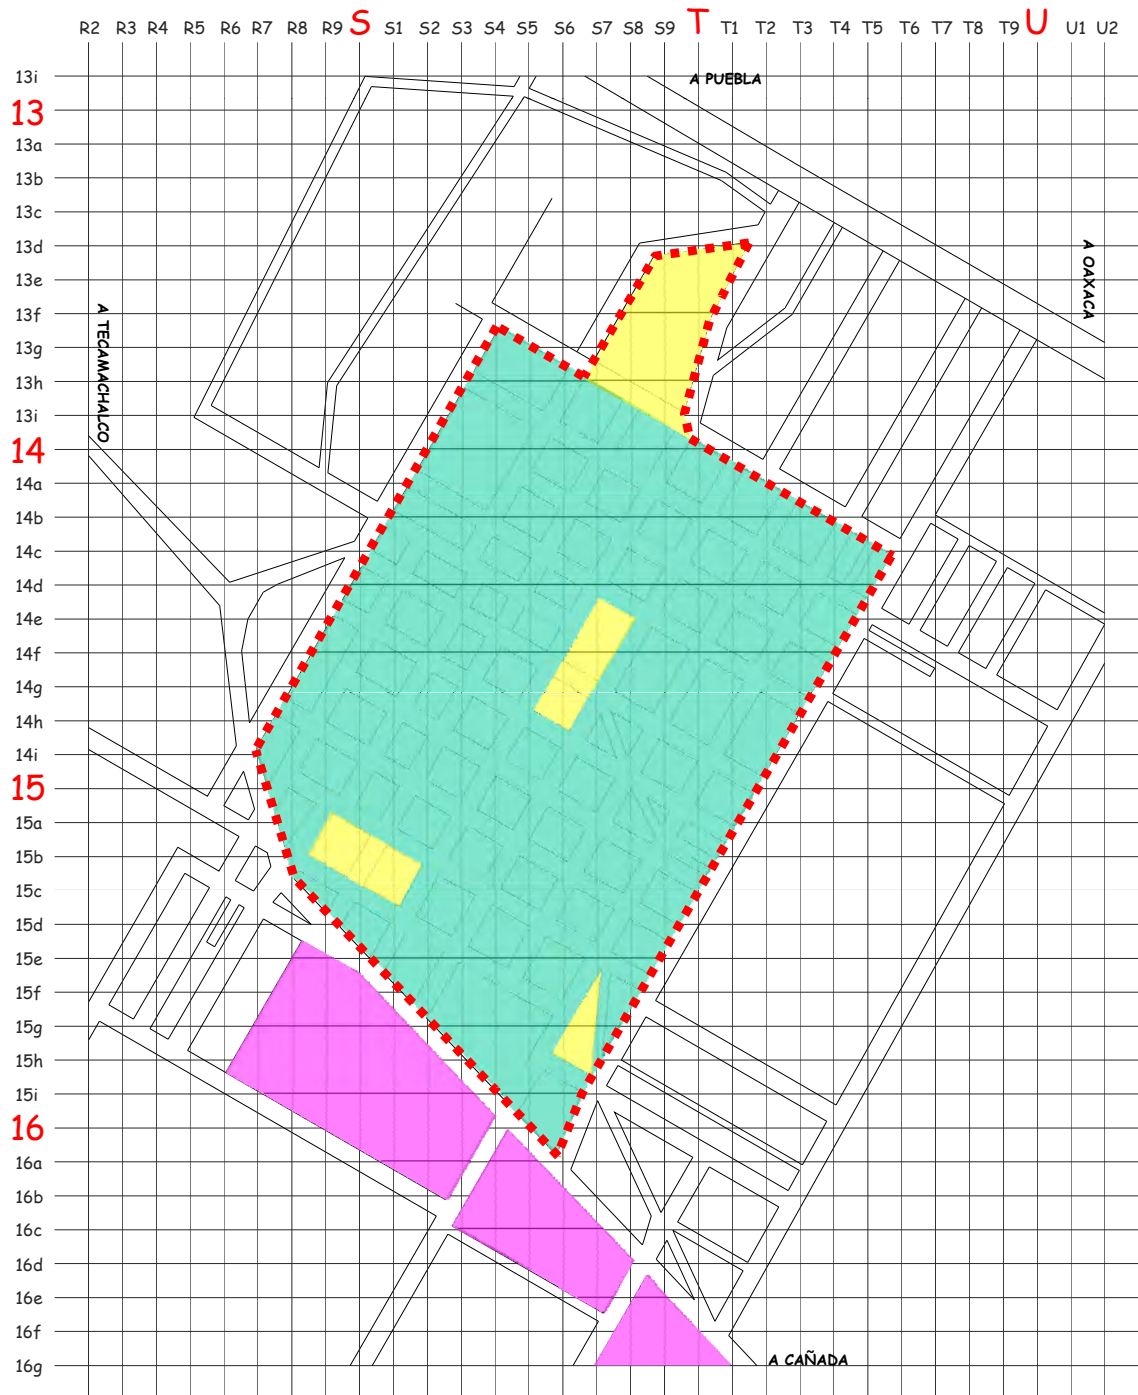 R2 R3 R4 R5 R6 R7 R8 R9 S S1 S2 S3 S4 S5 S6 S7 S8 S9 T T1 T2 T3 T4 T5 T6 T7 T8 T9 U U1 U2
13i
A PUEBLA
13
13a
13b
13c
13d
A OAXACA
13e
13f
A TECAMACHALCO
13g
13h
13i
14
14a
14b
14c
14d
14e
14f
14g
14h
14i
15
15a
15b
15c
15d
15e
15f
15g
15h
15i
16
16a
16b
16c
16d
16e
16f
A CAÑADA
16g